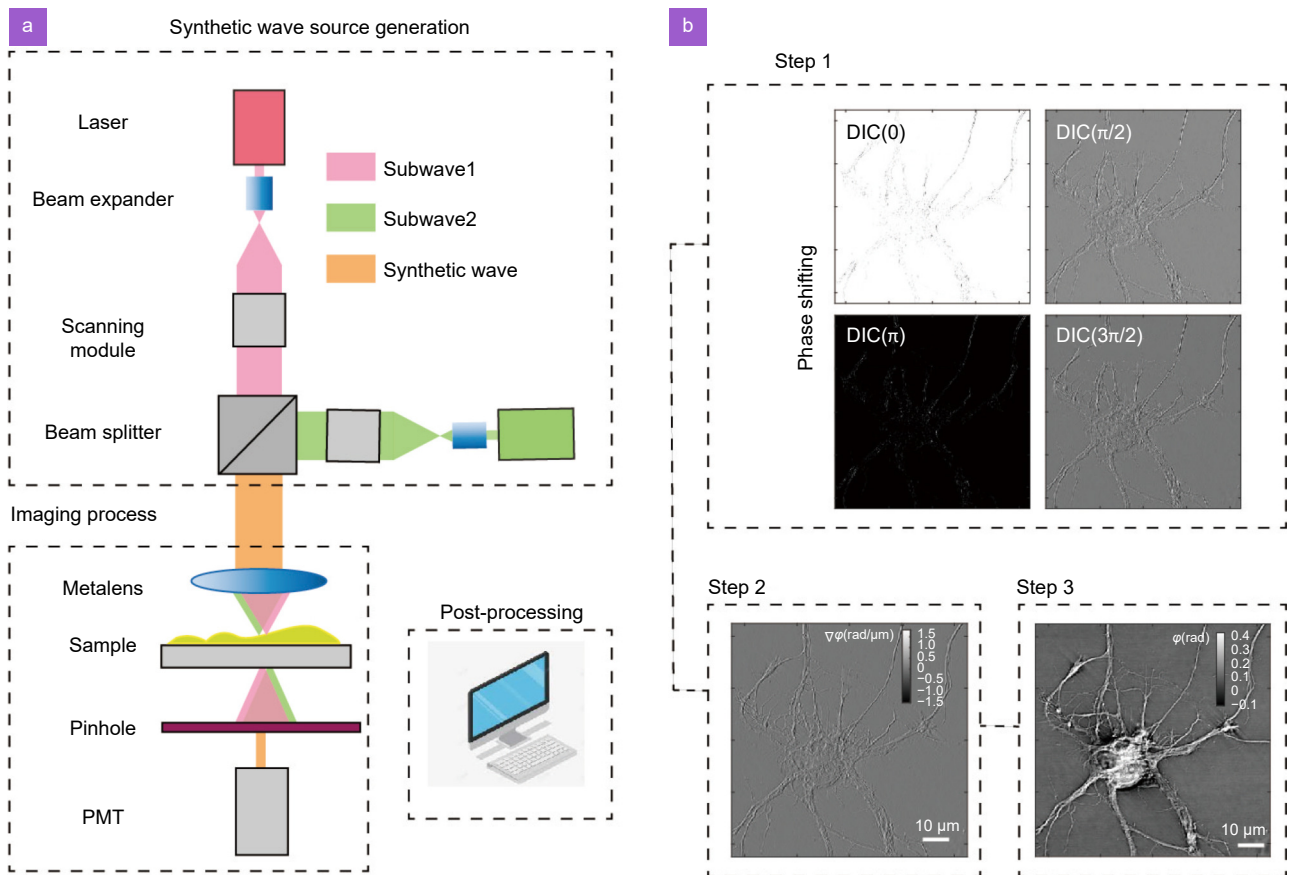 a
Synthetic wave source generation
Laser
Beam expander
Scanning
module
Beam splitter
Subwave1
Subwave2
Synthetic wave
Imaging process
Metalens
Sample
Pinhole
PMT
Post-processing
b
Step 1
Phase shifting
DIC(0)
DIC(π/2)
DIC(π)
DIC(3π/2)
Step 2
∇φ(rad/μm)
1.5
1.0
0.5
0
−0.5
−1.0
−1.5
10 μm
Step 3
φ(rad)
0.4
0.3
0.2
0.1
0
−0.1
10 μm